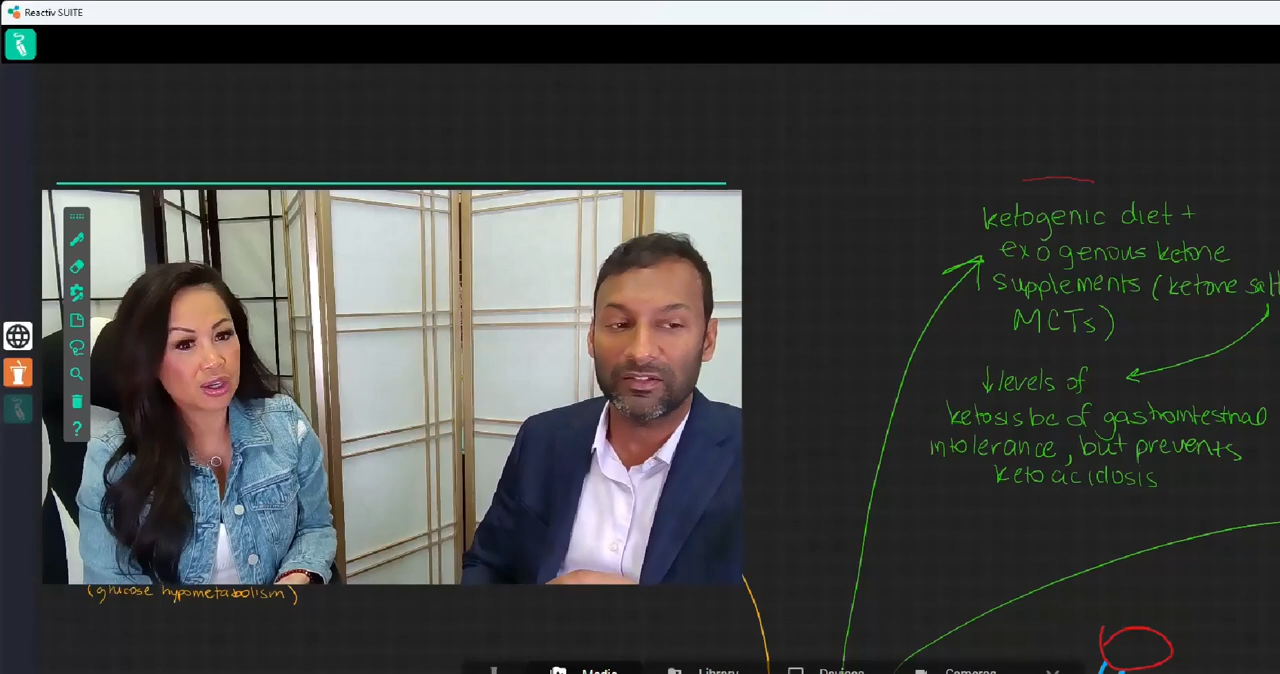 Reactiv SUITE
ketogenic diet +
exogenous ketone
supplements (ketone salt
MCTs)
↓ levels of
ketosis bc of gastrointestinal
intolerance, but prevents
ketoacidosis
?
(glucose hypometabolism)
Media
Library
Devices
Cameras